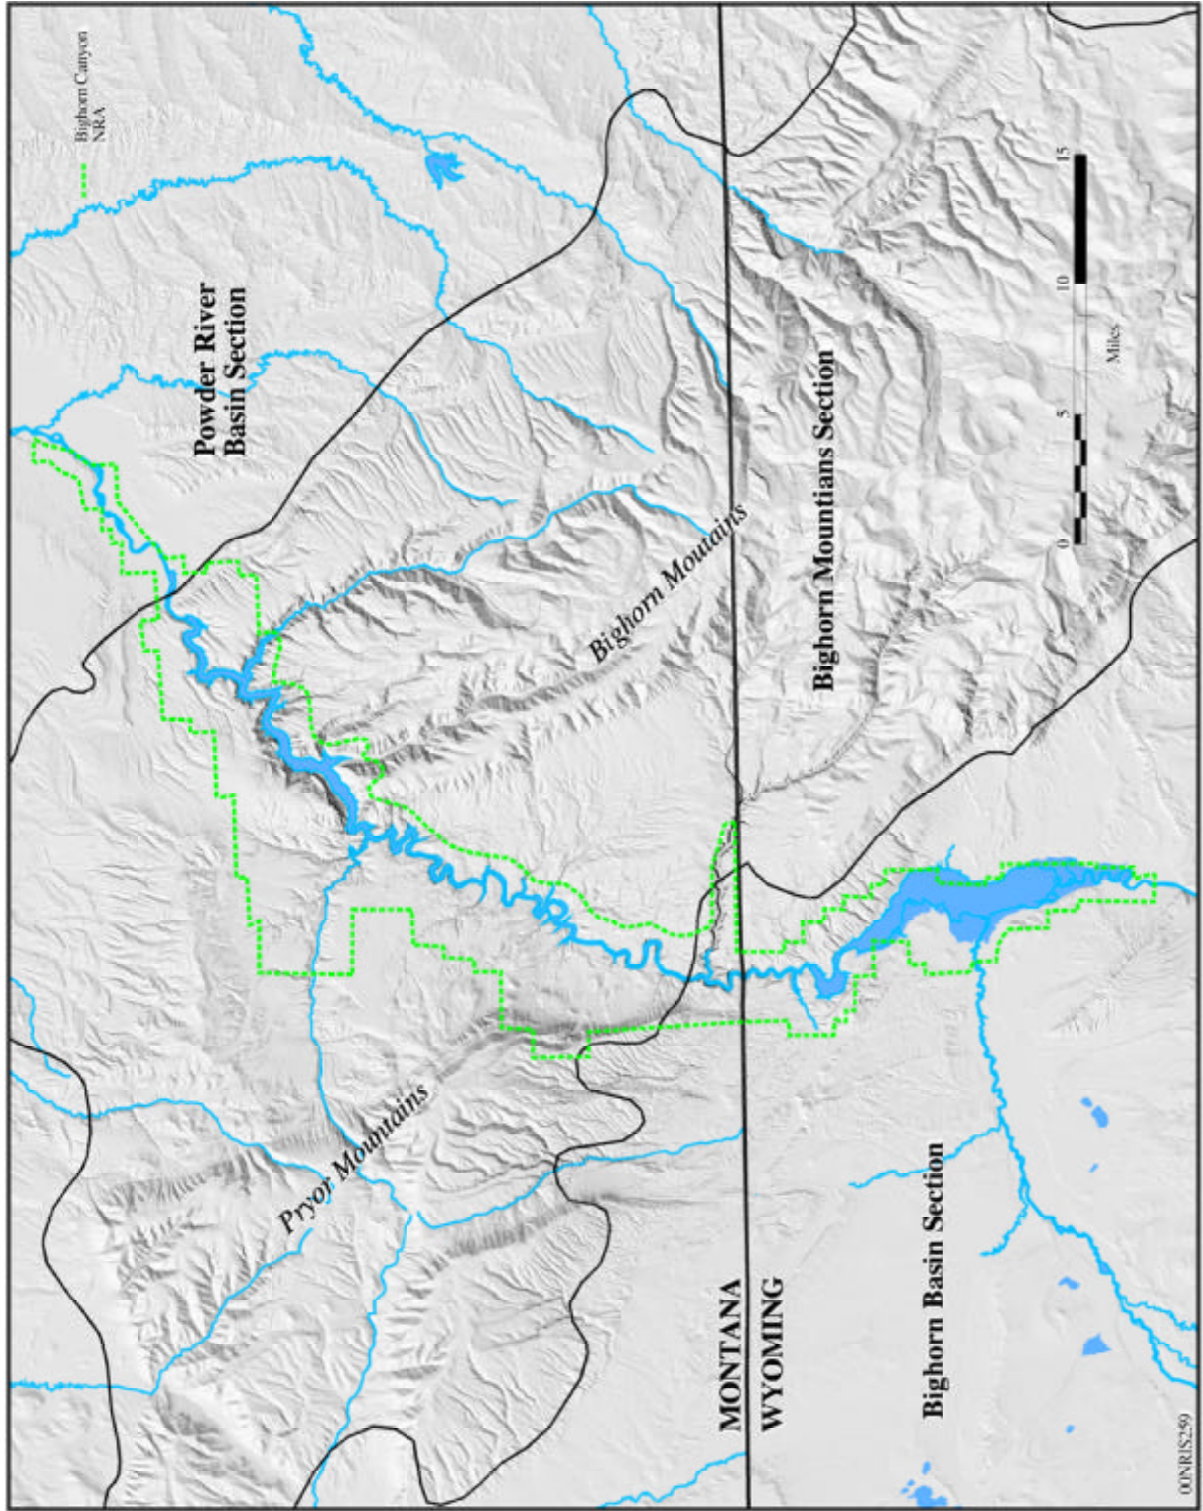 Bighorn Canyon
NRA
Powder River
Basin Section
Pryor Mountains
Bighorn Moutains
MONTANA
WYOMING
Bighorn Mountians Section
Bighorn Basin Section
0 5 10 15
Miles
00NRIS259